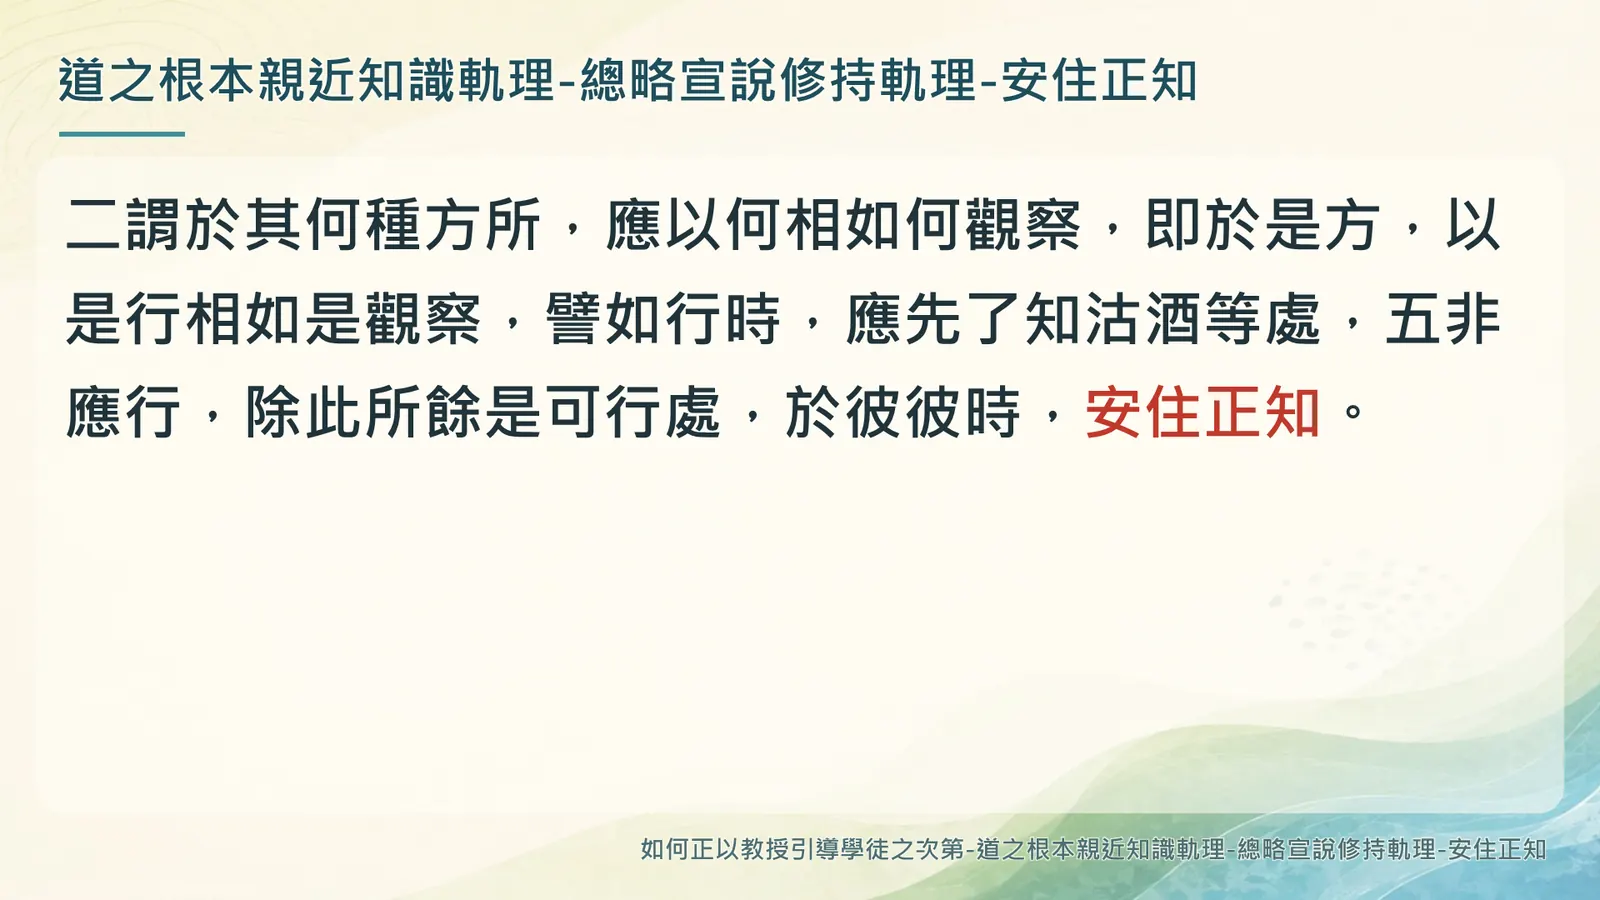 道之根本親近知識軌理-總略宣說修持軌理-安住正知
二謂於其何種方所，應以何相如何觀察，即於是方，以
是行相如是觀察，譬如行時，應先了知沽酒等處，五非
應行，除此所餘是可行處，於彼彼時，安住正知。
如何正以教授引導學徒之次第-道之根本親近知識軌理-總略宣說修持軌理-安住正知